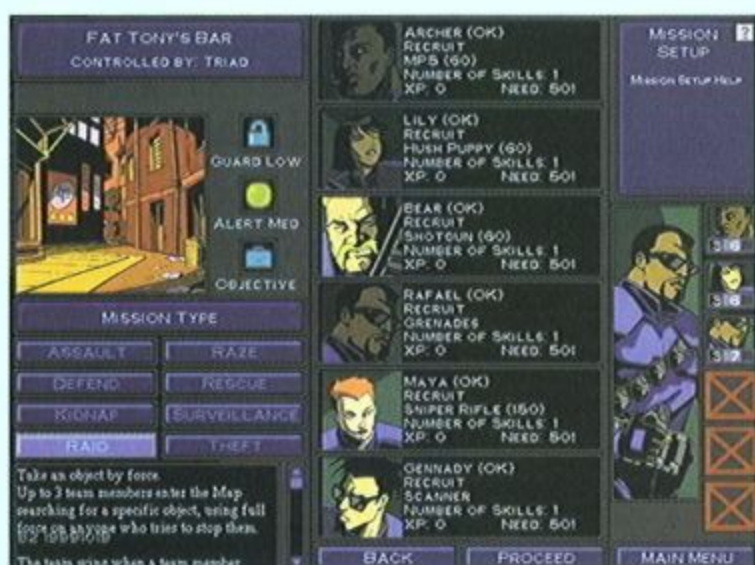 FAT TONY'S BAR
CONTROLLED BY: TRIAD
GUARD LOW
ALERT MED
OBJECTIVE
MISSION TYPE
ASSAULT
RAZE
DEFEND
RESCUE
KIDNAP
SURVEILLANCE
RAID
THEFT
Take an object by force.
Up to 3 team members enter the Map
searching for a specific object, using full
force on anyone who tries to stop them.
The team wins when a team member
ARCHER (OK)
RECRUIT
MP5 (60)
NUMBER OF SKILLS: 1
XP: 0 NEED: 501
LILY (OK)
RECRUIT
HUSH PUPPY (60)
NUMBER OF SKILLS: 1
XP: 0 NEED: 501
BEAR (OK)
RECRUIT
SHOTGUN (60)
NUMBER OF SKILLS: 1
XP: 0 NEED: 501
RAFAEL (OK)
RECRUIT
GRENADES
NUMBER OF SKILLS: 1
XP: 0 NEED: 501
MAYA (OK)
RECRUIT
SNIPER RIFLE (150)
NUMBER OF SKILLS: 1
XP: 0 NEED: 501
GENNADY (OK)
RECRUIT
SCANNER
NUMBER OF SKILLS: 1
XP: 0 NEED: 501
BACK
PROCEED
MISSION
SETUP
?
MISSION SETUP HELP
MAIN MENU